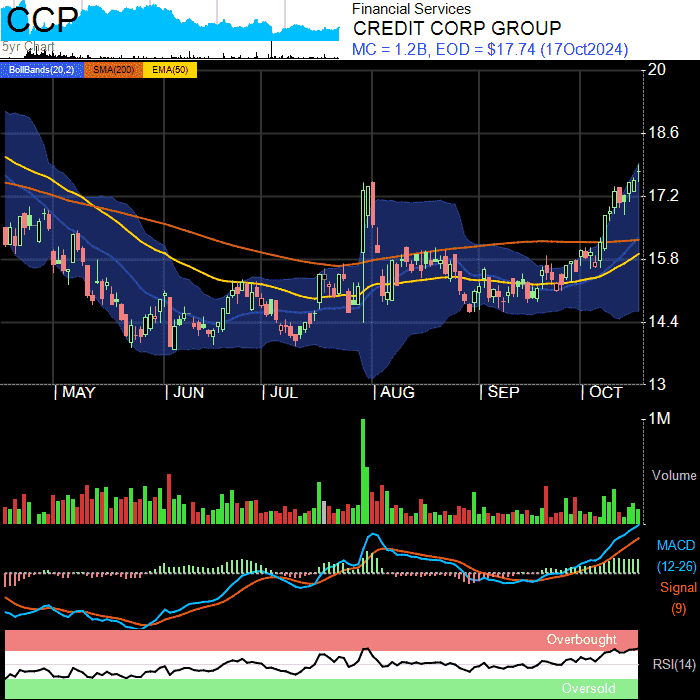 CCP
5yr Chart
Financial Services
CREDIT CORP GROUP
MC = 1.2B, EOD = $17.74 (17Oct2024)
BollBands(20,2) SMA(200) EMA(50)
20
18.6
17.2
15.8
14.4
13
| MAY | JUN | JUL | AUG | SEP | OCT
1M
Volume
MACD
(12-26)
Signal
(9)
Overbought
RSI(14)
Oversold